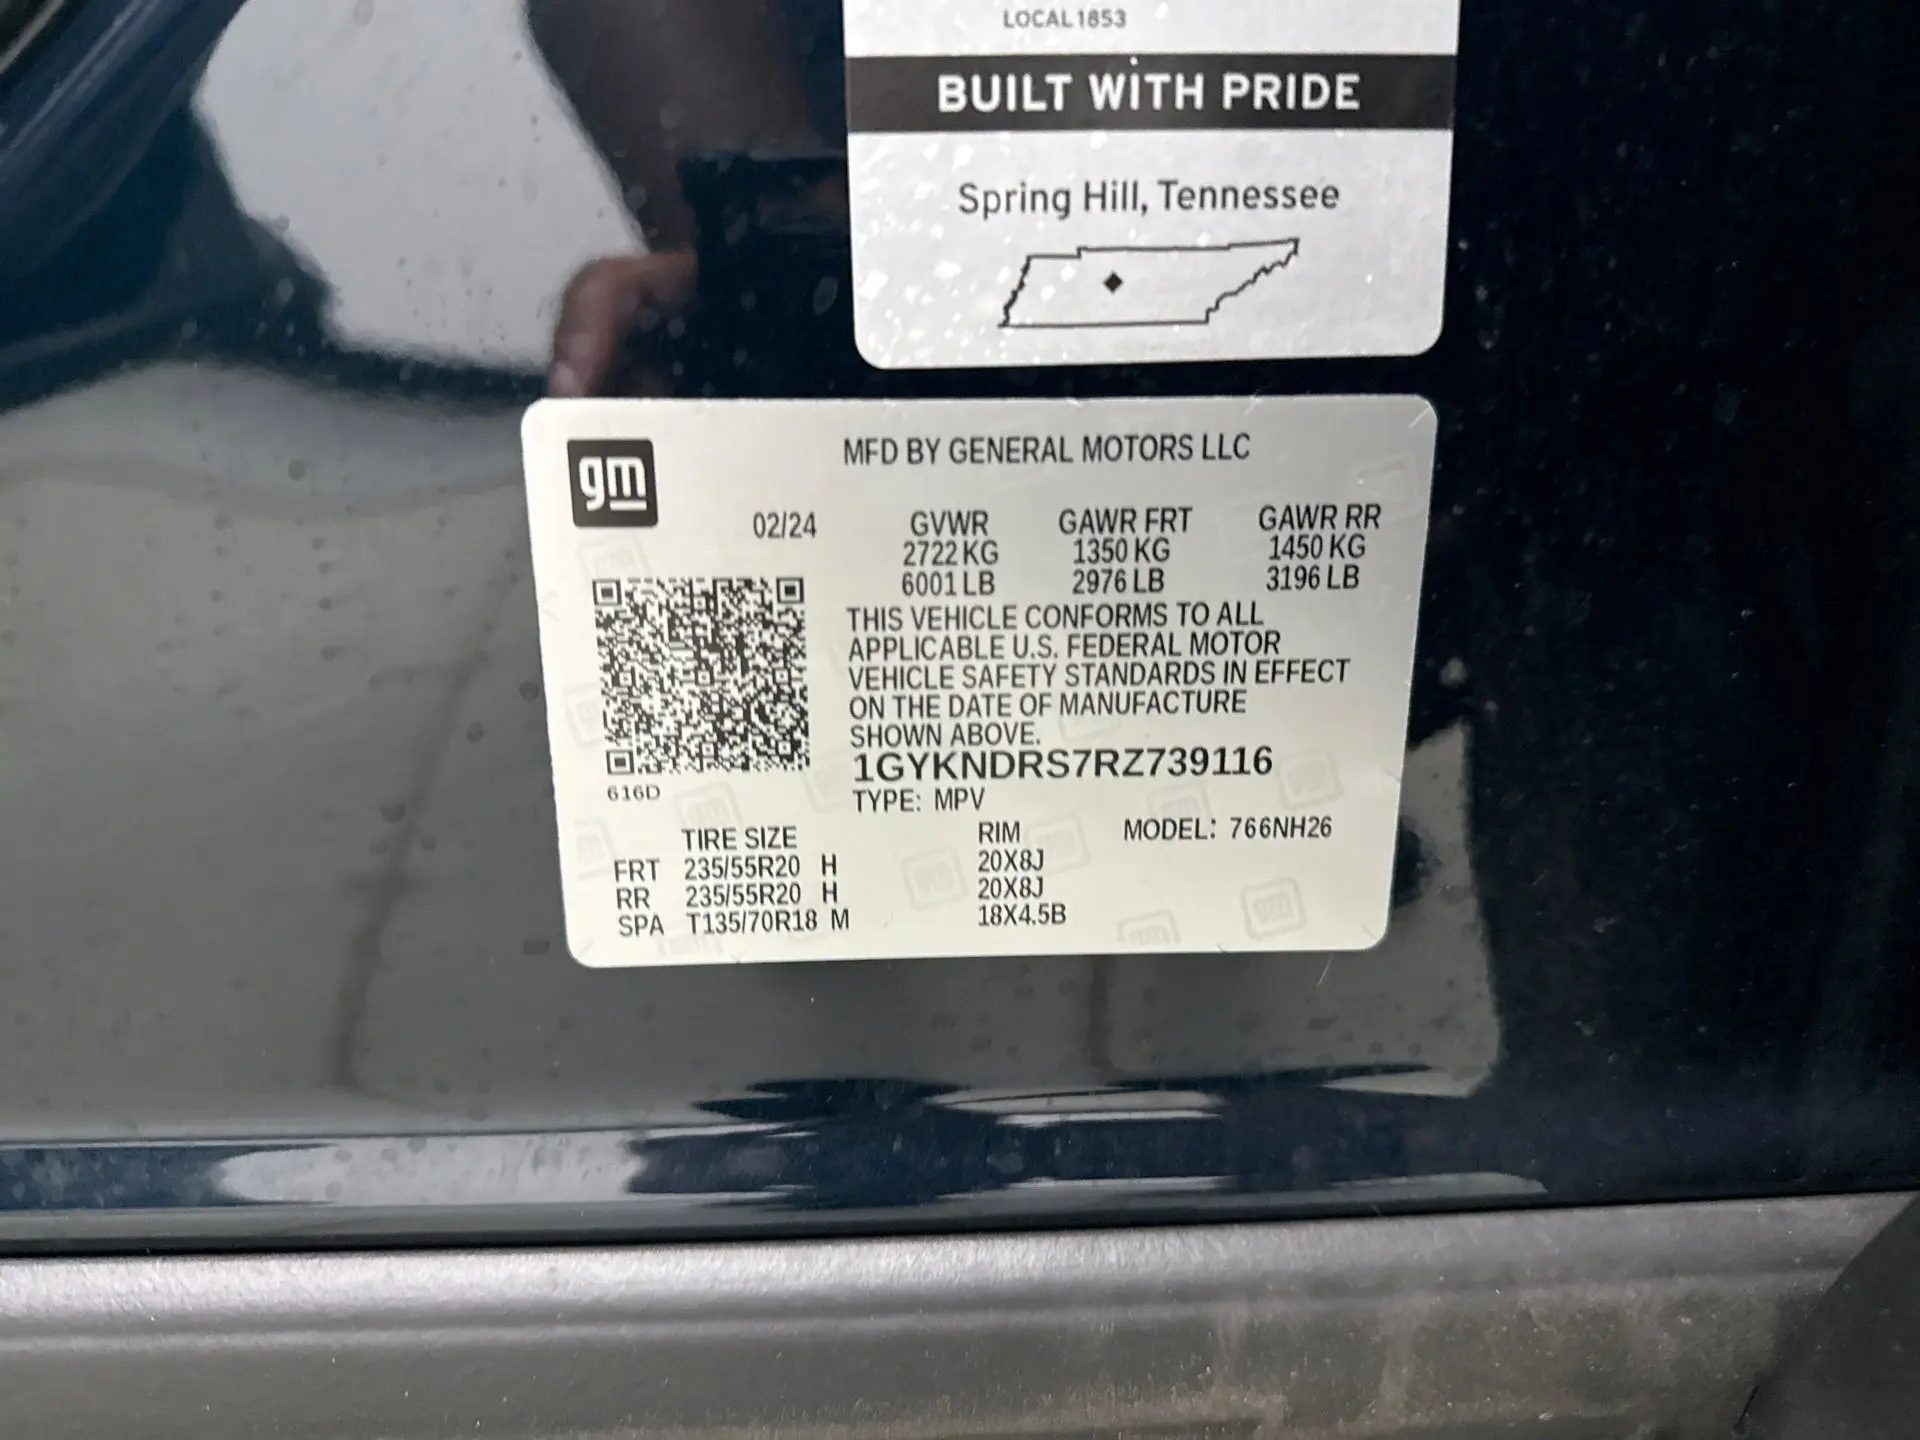 LOCAL 1853
BUILT WITH PRIDE
Spring Hill, Tennessee
gm
MFD BY GENERAL MOTORS LLC
02/24 GVWR GAWR FRT GAWR RR
2722 KG 1350 KG 1450 KG
6001 LB 2976 LB 3196 LB
THIS VEHICLE CONFORMS TO ALL
APPLICABLE U.S. FEDERAL MOTOR
VEHICLE SAFETY STANDARDS IN EFFECT
ON THE DATE OF MANUFACTURE
SHOWN ABOVE.
1GYKNDRS7RZ739116
616D
TYPE: MPV
TIRE SIZE RIM MODEL: 766NH26
FRT 235/55R20 H 20X8J
RR 235/55R20 H 20X8J
SPA T135/70R18 M 18X4.5B